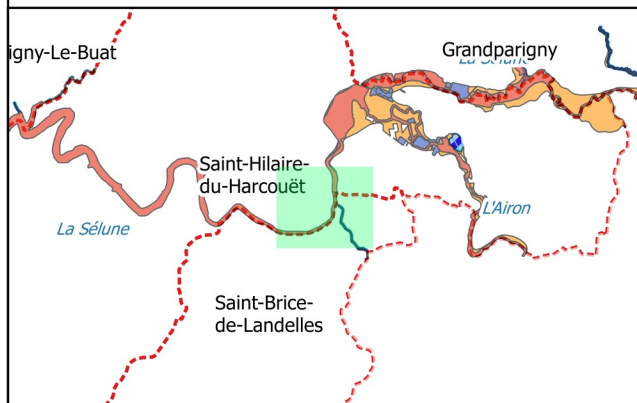 igny-Le-Buat
Grandparigny
La Sélune
Saint-Hilaire-
du-Harcouët
L'Airon
La Sélune
Saint-Brice-
de-Landelles